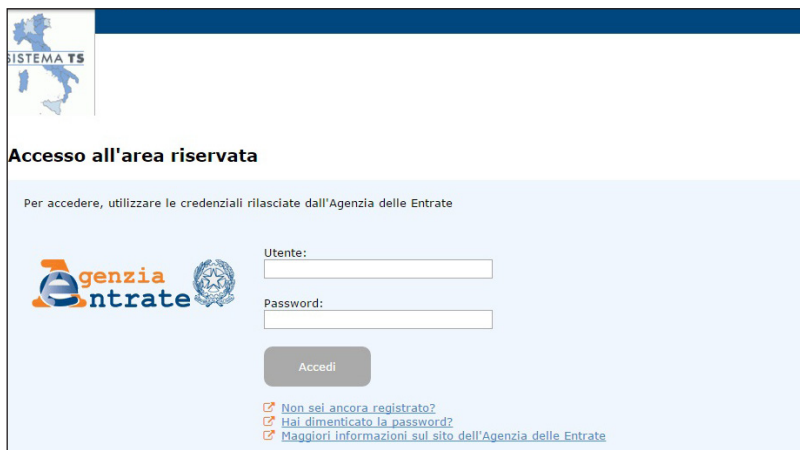 SISTEMA TS
Accesso all'area riservata
Per accedere, utilizzare le credenziali rilasciate dall'Agenzia delle Entrate
Agenzia
Entrate
Utente:
Password:
Accedi
Non sei ancora registrato?
Hai dimenticato la password?
Maggiori informazioni sul sito dell'Agenzia delle Entrate